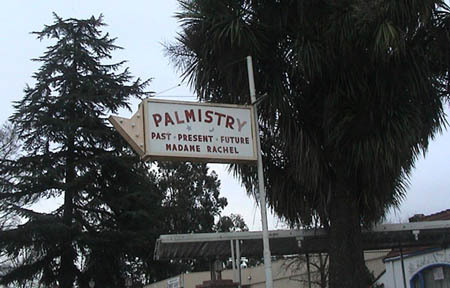 PALMISTRY
PAST • PRESENT • FUTURE
MADAME RACHEL